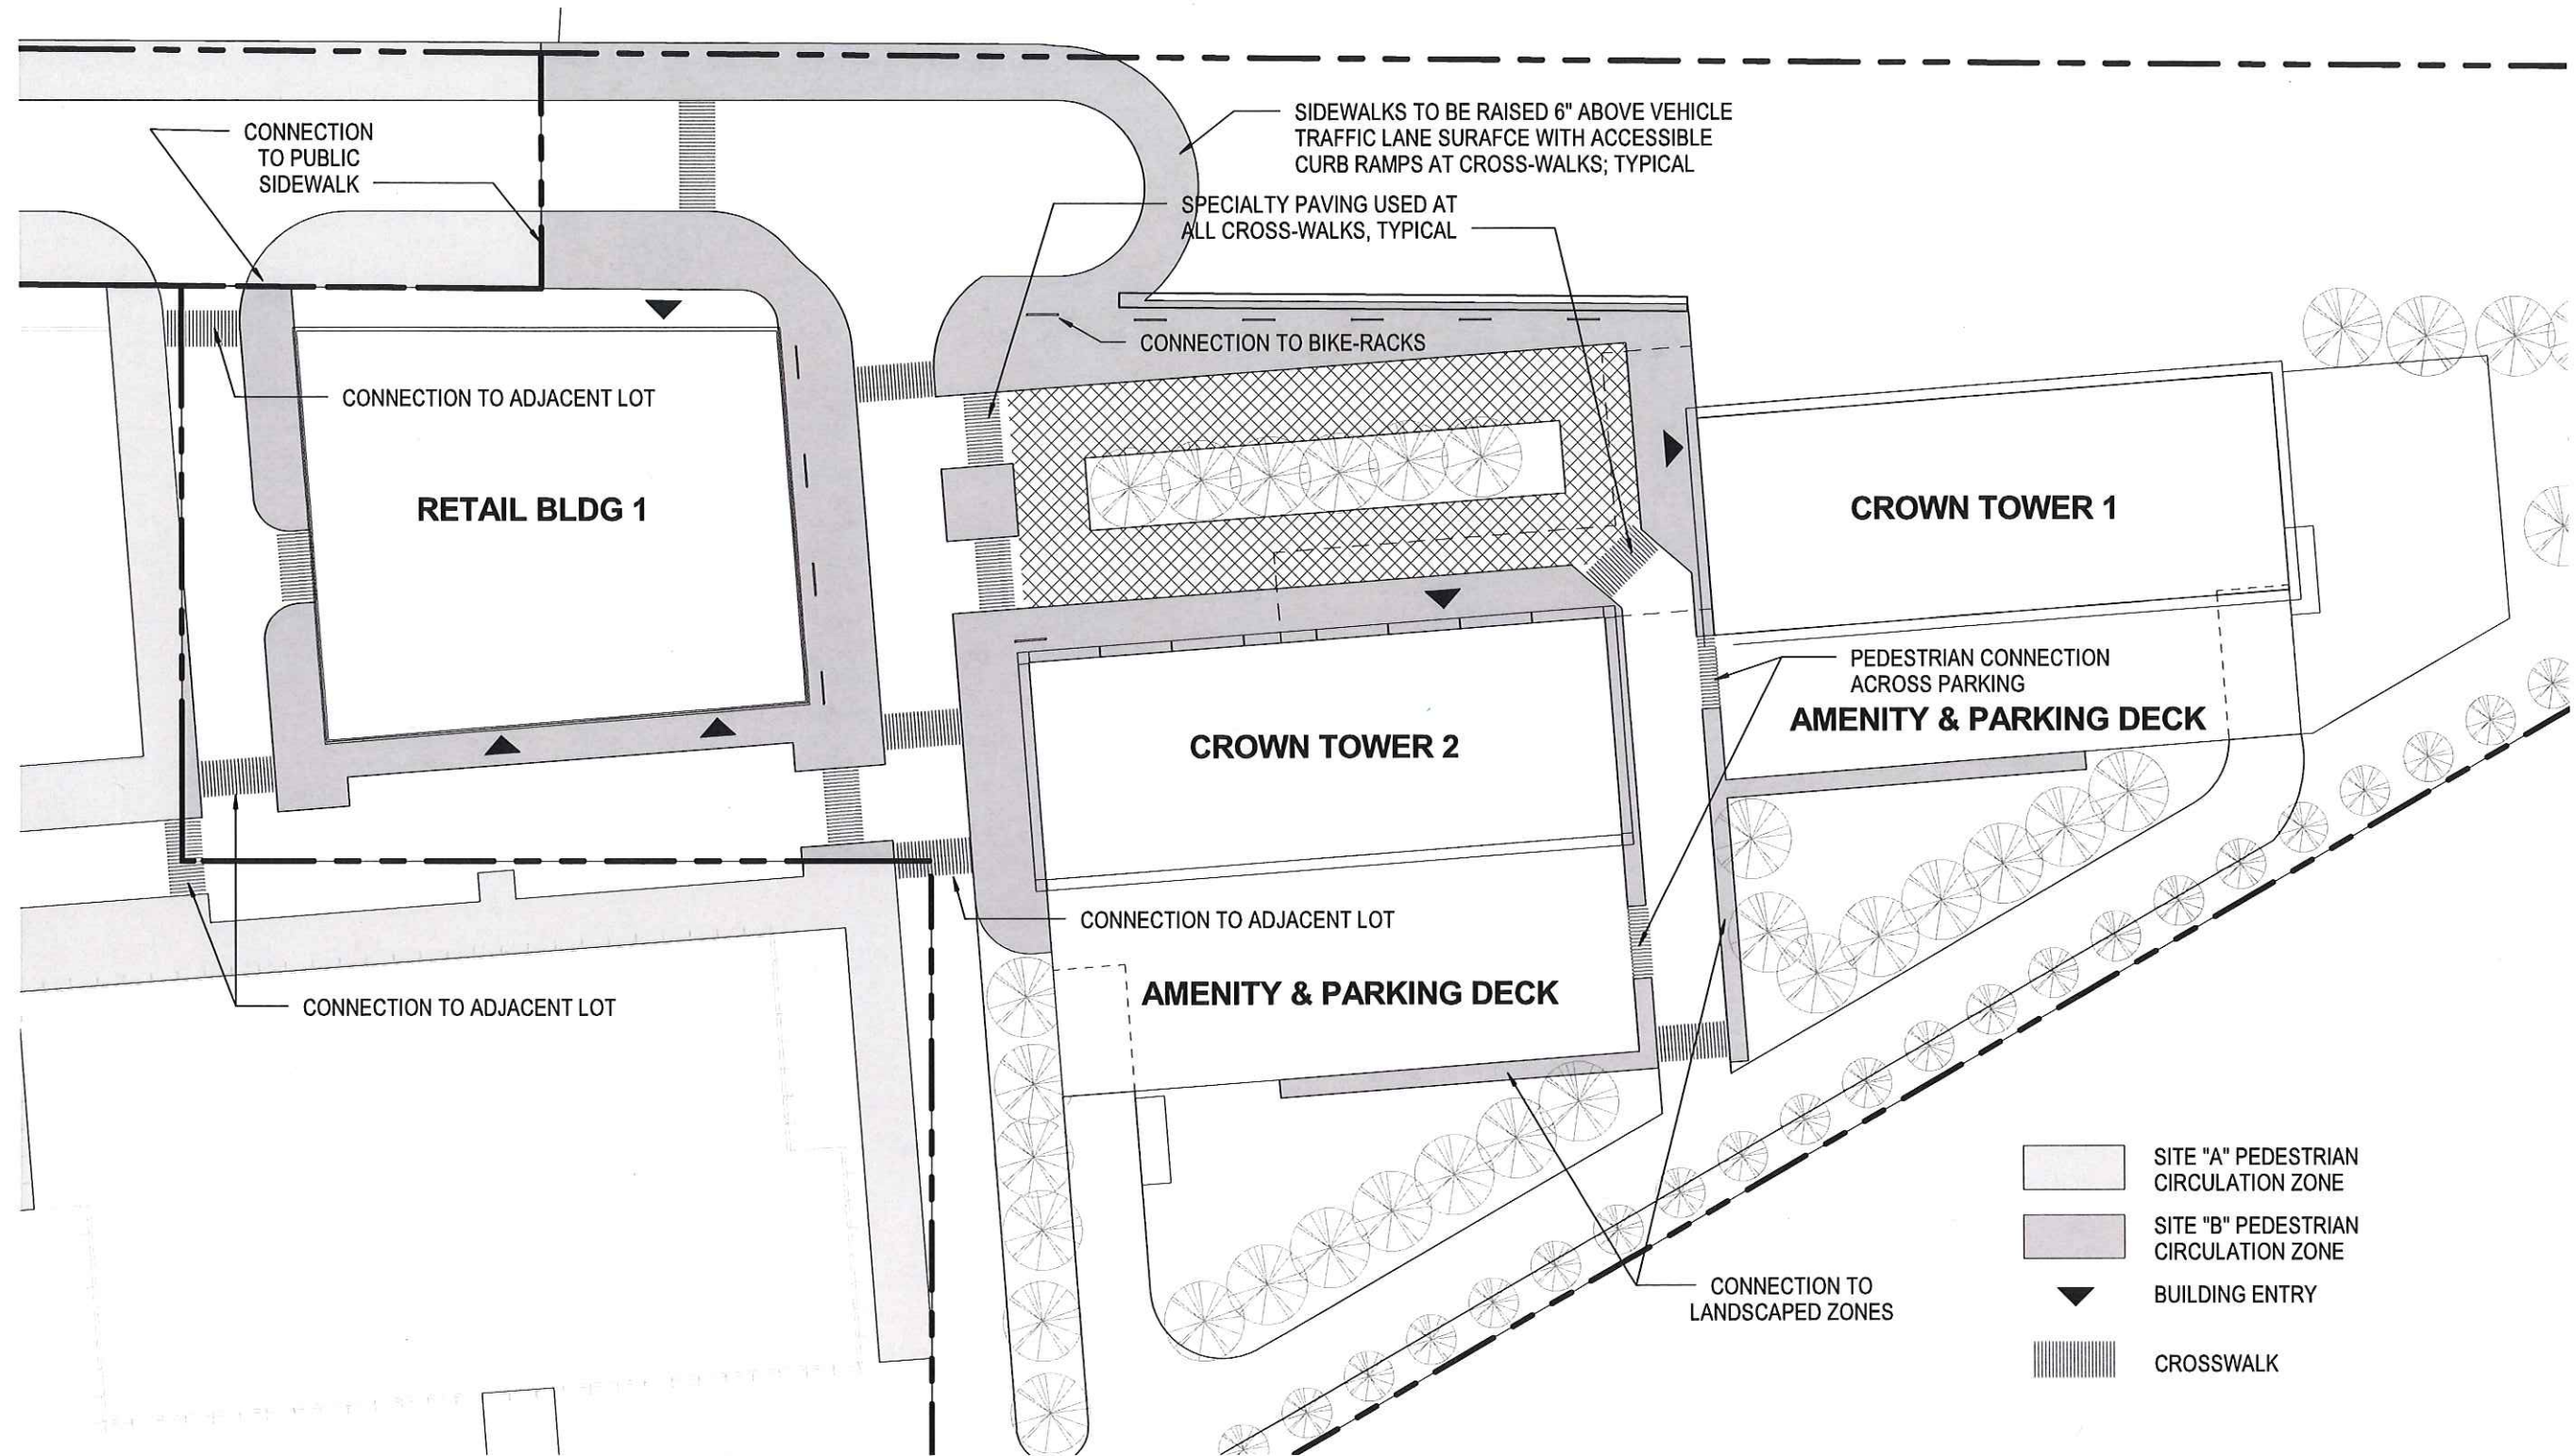 CONNECTION
TO PUBLIC
SIDEWALK
SIDEWALKS TO BE RAISED 6" ABOVE VEHICLE
TRAFFIC LANE SURAFCE WITH ACCESSIBLE
CURB RAMPS AT CROSS-WALKS; TYPICAL
SPECIALTY PAVING USED AT
ALL CROSS-WALKS, TYPICAL
CONNECTION TO BIKE-RACKS
CONNECTION TO ADJACENT LOT
RETAIL BLDG 1
CROWN TOWER 1
PEDESTRIAN CONNECTION
ACROSS PARKING
AMENITY & PARKING DECK
CROWN TOWER 2
CONNECTION TO ADJACENT LOT
AMENITY & PARKING DECK
CONNECTION TO ADJACENT LOT
CONNECTION TO
LANDSCAPED ZONES
SITE "A" PEDESTRIAN
CIRCULATION ZONE
SITE "B" PEDESTRIAN
CIRCULATION ZONE
BUILDING ENTRY
CROSSWALK